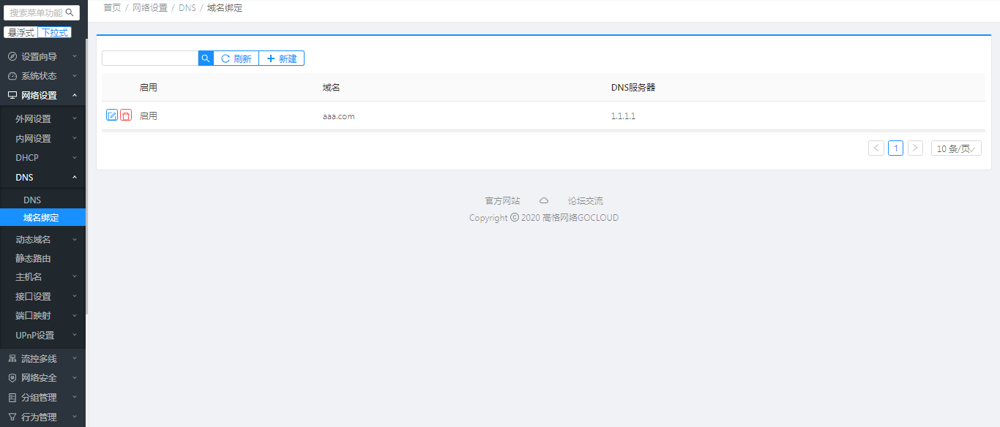 搜索菜单功能
悬浮式 下拉式
设置向导
系统状态
网络设置
外网设置
内网设置
DHCP
DNS
DNS
域名绑定
动态域名
静态路由
主机名
接口设置
端口映射
UPnP设置
流控多线
网络安全
分组管理
行为管理
首页 / 网络设置 / DNS / 域名绑定
刷新 新建
启用 域名 DNS服务器
启用 aaa.com 1.1.1.1
< 1 > 10 条/页
官方网站 论坛交流
Copyright © 2020 高恪网络GOCLOUD